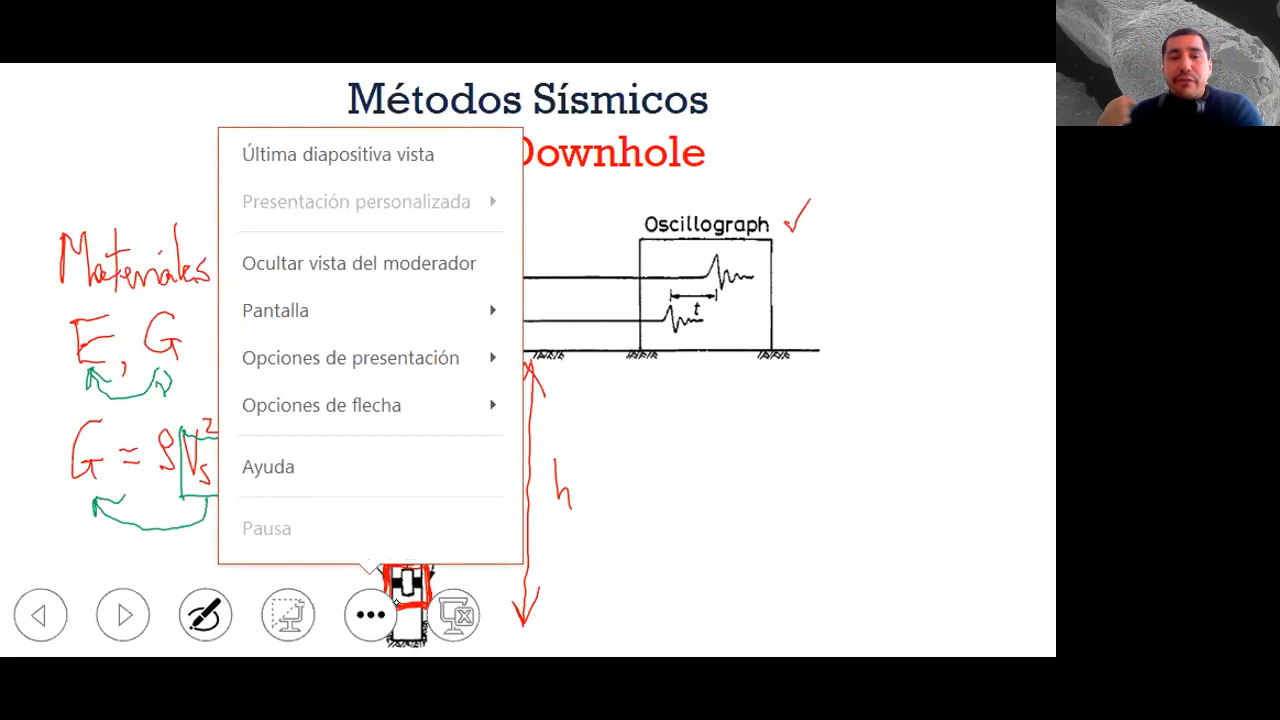 Métodos Sísmicos
Downhole
Última diapositiva vista
Presentación personalizada
Ocultar vista del moderador
Pantalla
Opciones de presentación
Opciones de flecha
Ayuda
Pausa
Oscillograph
t
Materiales
E, G
G = ρ Vs²
h